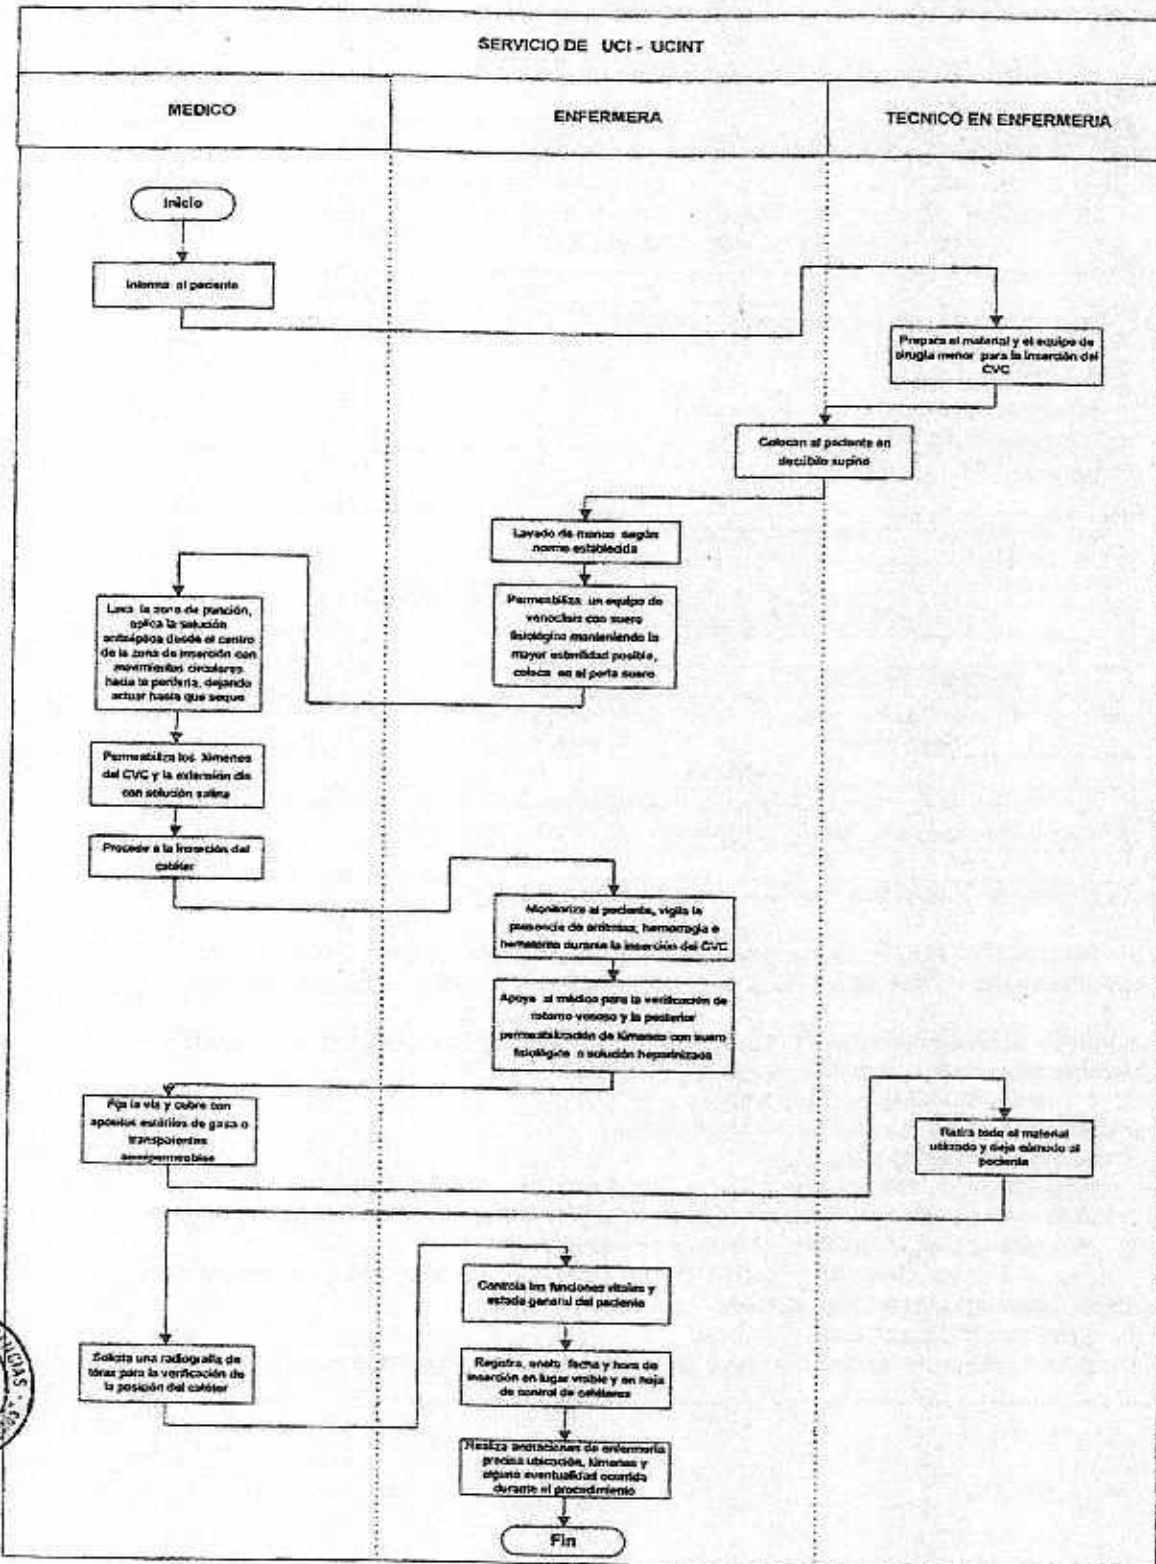 SERVICIO DE UCI - UCINT
MEDICO
ENFERMERA
TECNICO EN ENFERMERIA
Inicio
Informa al paciente
Prepara el material y el equipo de
cirugía menor para la inserción del
CVC
Colocan al paciente en
decúbito supino
Lavado de manos según
norma establecida
Permeabiliza un equipo de
venoclisis con suero
fisiológico manteniendo la
mayor esterilidad posible,
coloca en el porta suero
Lava la zona de punción,
aplica la solución
antiséptica desde el centro
de la zona de inserción con
movimientos circulares
hacia la periferia, dejando
actuar hasta que seque
Permeabiliza los lúmenes
del CVC y la extensión dis
con solución salina
Procede a la inserción del
catéter
Monitoriza al paciente, vigila la
presencia de arritmias, hemorragia o
hematoma durante la inserción del CVC
Apoya al médico para la verificación de
retorno venoso y la posterior
permeabilización de lúmenes con suero
fisiológico o solución heparinizada
Fija la vía y cubre con
apósitos estériles de gasa o
transparentes
semipermeables
Retira todo el material
utilizado y deja cómodo al
paciente
Controla las funciones vitales y
estado general del paciente
Solicita una radiografía de
tórax para la verificación de
la posición del catéter
Registra, anota fecha y hora de
inserción en lugar visible y en hoja
de control de catéteres
Realiza anotaciones de enfermería
precisa ubicación, lúmenes y
alguna eventualidad ocurrida
durante el procedimiento
Fin